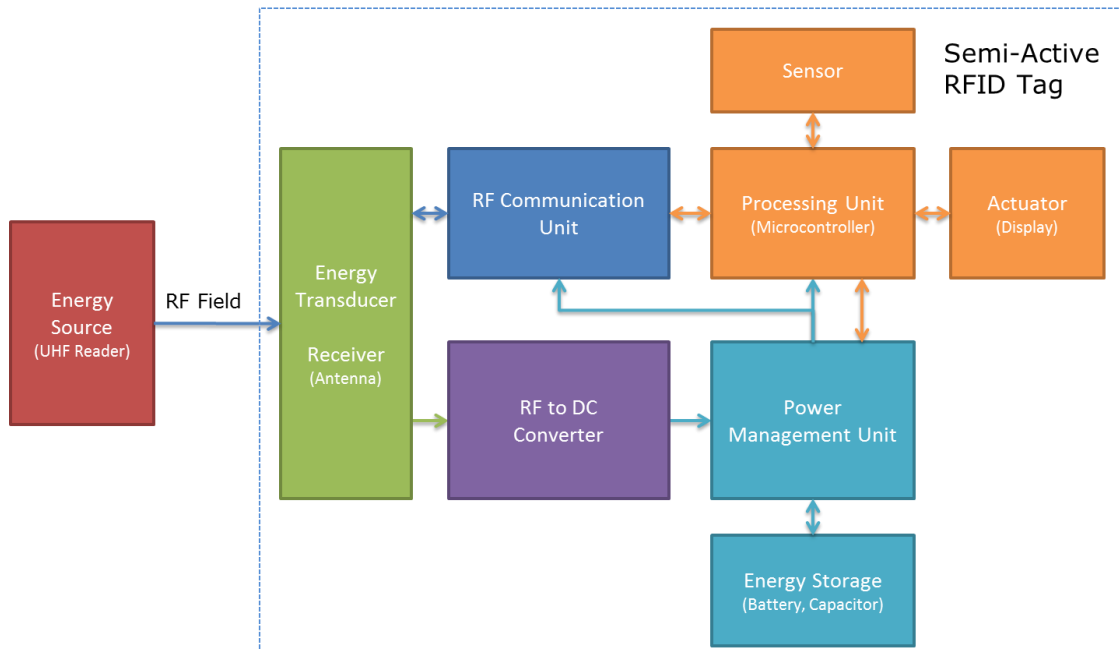 Semi-Active
RFID Tag
Sensor
RF Communication
Unit
Processing Unit
(Microcontroller)
Actuator
(Display)
Energy
Source
(UHF Reader)
RF Field
Energy
Transducer
Receiver
(Antenna)
RF to DC
Converter
Power
Management Unit
Energy Storage
(Battery, Capacitor)